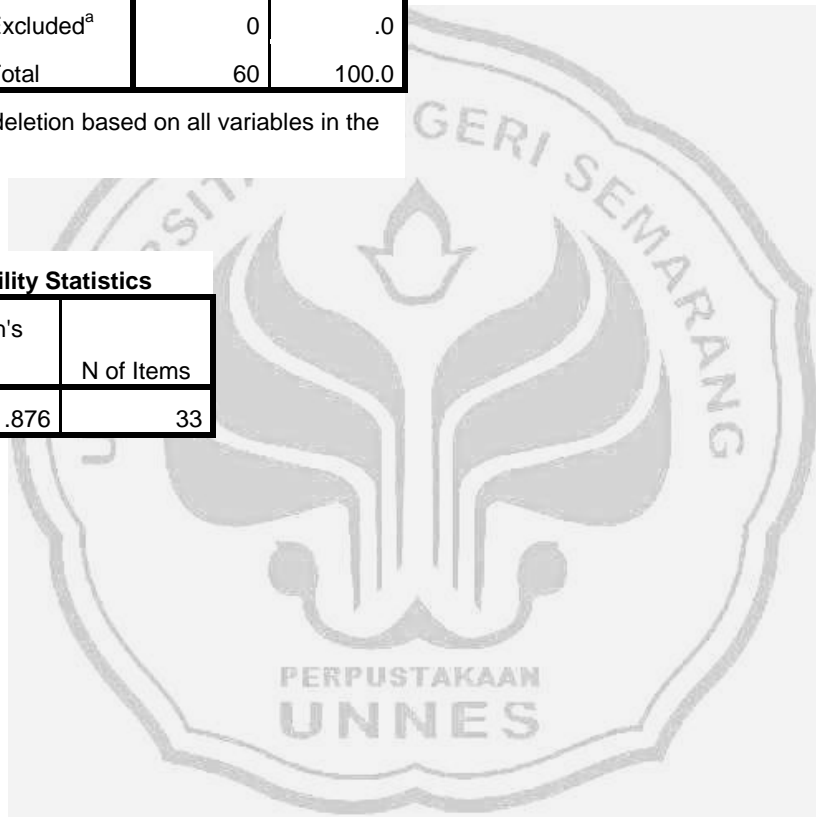 Excludedᵃ 0 .0
Total 60 100.0
deletion based on all variables in the
ility Statistics
's
N of Items
.876 33
GERI SEMARANG
PERPUSTAKAAN
UNNES